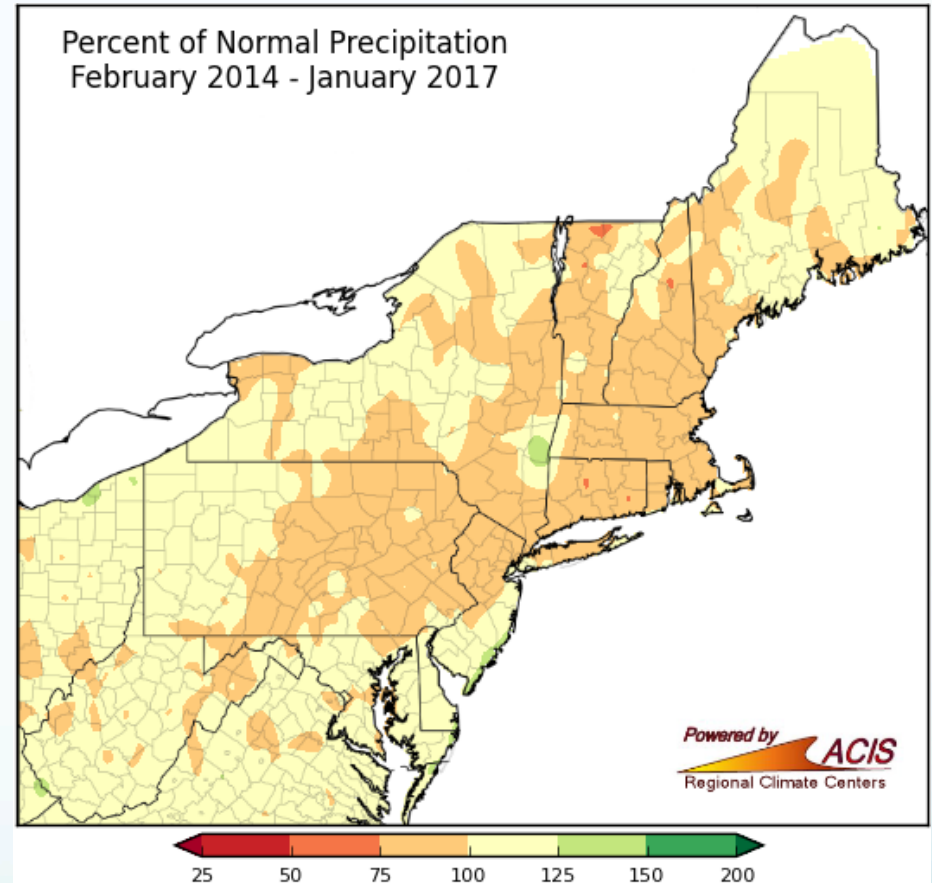 Percent of Normal Precipitation
February 2014 - January 2017
Powered by
ACIS
Regional Climate Centers
25 50 75 100 125 150 200